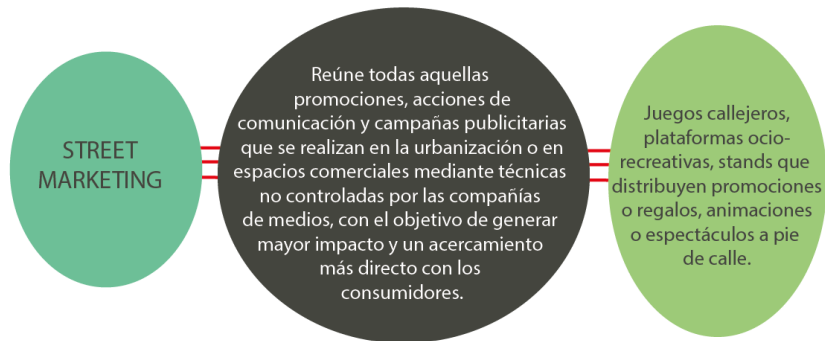 STREET
MARKETING
Reúne todas aquellas
promociones, acciones de
comunicación y campañas publicitarias
que se realizan en la urbanización o en
espacios comerciales mediante técnicas
no controladas por las compañías
de medios, con el objetivo de generar
mayor impacto y un acercamiento
más directo con los
consumidores.
Juegos callejeros,
plataformas ocio-
recreativas, stands que
distribuyen promociones
o regalos, animaciones
o espectáculos a pie
de calle.